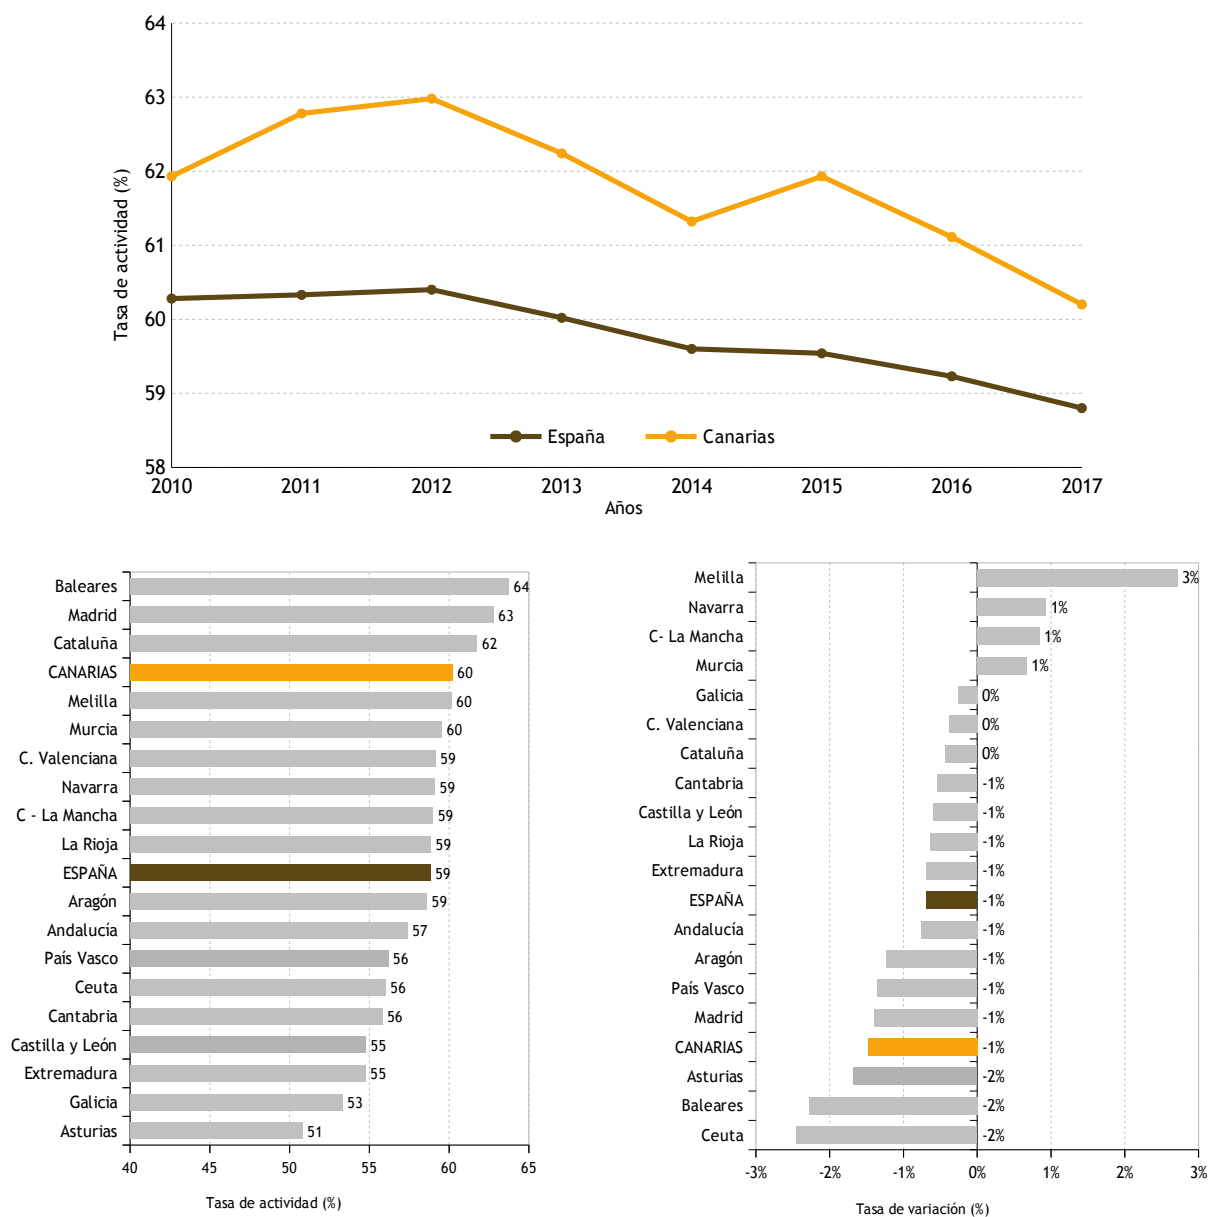 64
63
62
61
60
59
58
Tasa de actividad (%)
España
Canarias
2010 2011 2012 2013 2014 2015 2016 2017
Años
Baleares 64
Madrid 63
Cataluña 62
CANARIAS 60
Melilla 60
Murcia 60
C. Valenciana 59
Navarra 59
C - La Mancha 59
La Rioja 59
ESPAÑA 59
Aragón 59
Andalucía 57
País Vasco 56
Ceuta 56
Cantabria 56
Castilla y León 55
Extremadura 55
Galicia 53
Asturias 51
40 45 50 55 60 65
Tasa de actividad (%)
Melilla 3%
Navarra 1%
C- La Mancha 1%
Murcia 1%
Galicia 0%
C. Valenciana 0%
Cataluña 0%
Cantabria -1%
Castilla y León -1%
La Rioja -1%
Extremadura -1%
ESPAÑA -1%
Andalucía -1%
Aragón -1%
País Vasco -1%
Madrid -1%
CANARIAS -1%
Asturias -2%
Baleares -2%
Ceuta -2%
-3% -2% -1% 0% 1% 2% 3%
Tasa de variación (%)